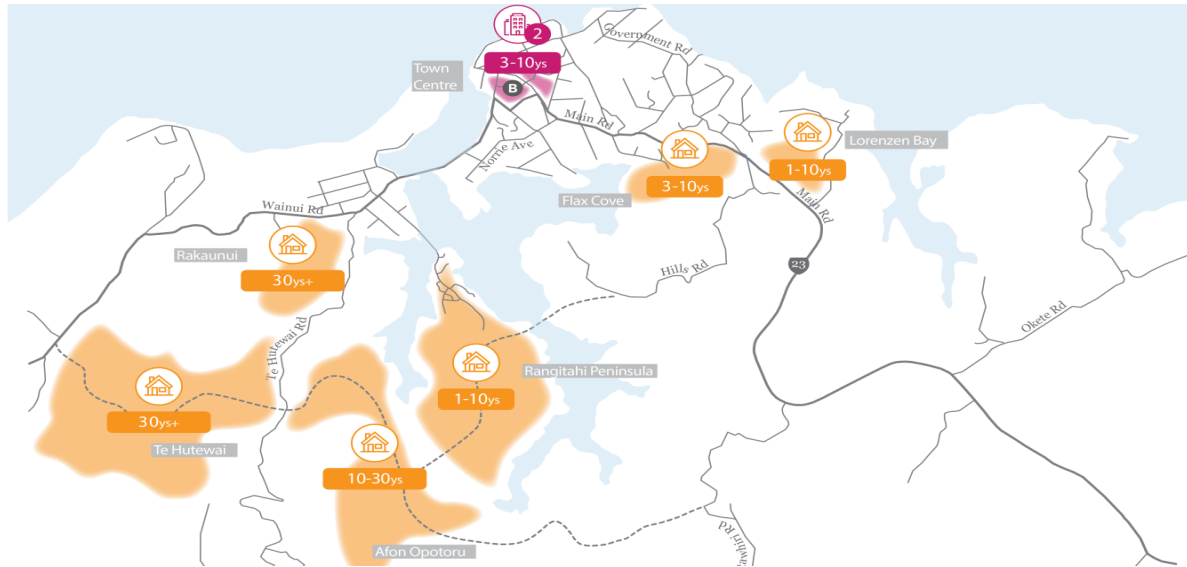 2
Government Rd
Town
Centre
3-10ys
B
Main Rd
Norrie Ave
Lorenzen Bay
1-10ys
3-10ys
Flax Cove
Main Rd
Wainui Rd
Rakaunui
30ys+
Hills Rd
23
Okete Rd
Te Hutewai Rd
Rangitahi Peninsula
1-10ys
30ys+
Te Hutewai
10-30ys
Afon Opotoru